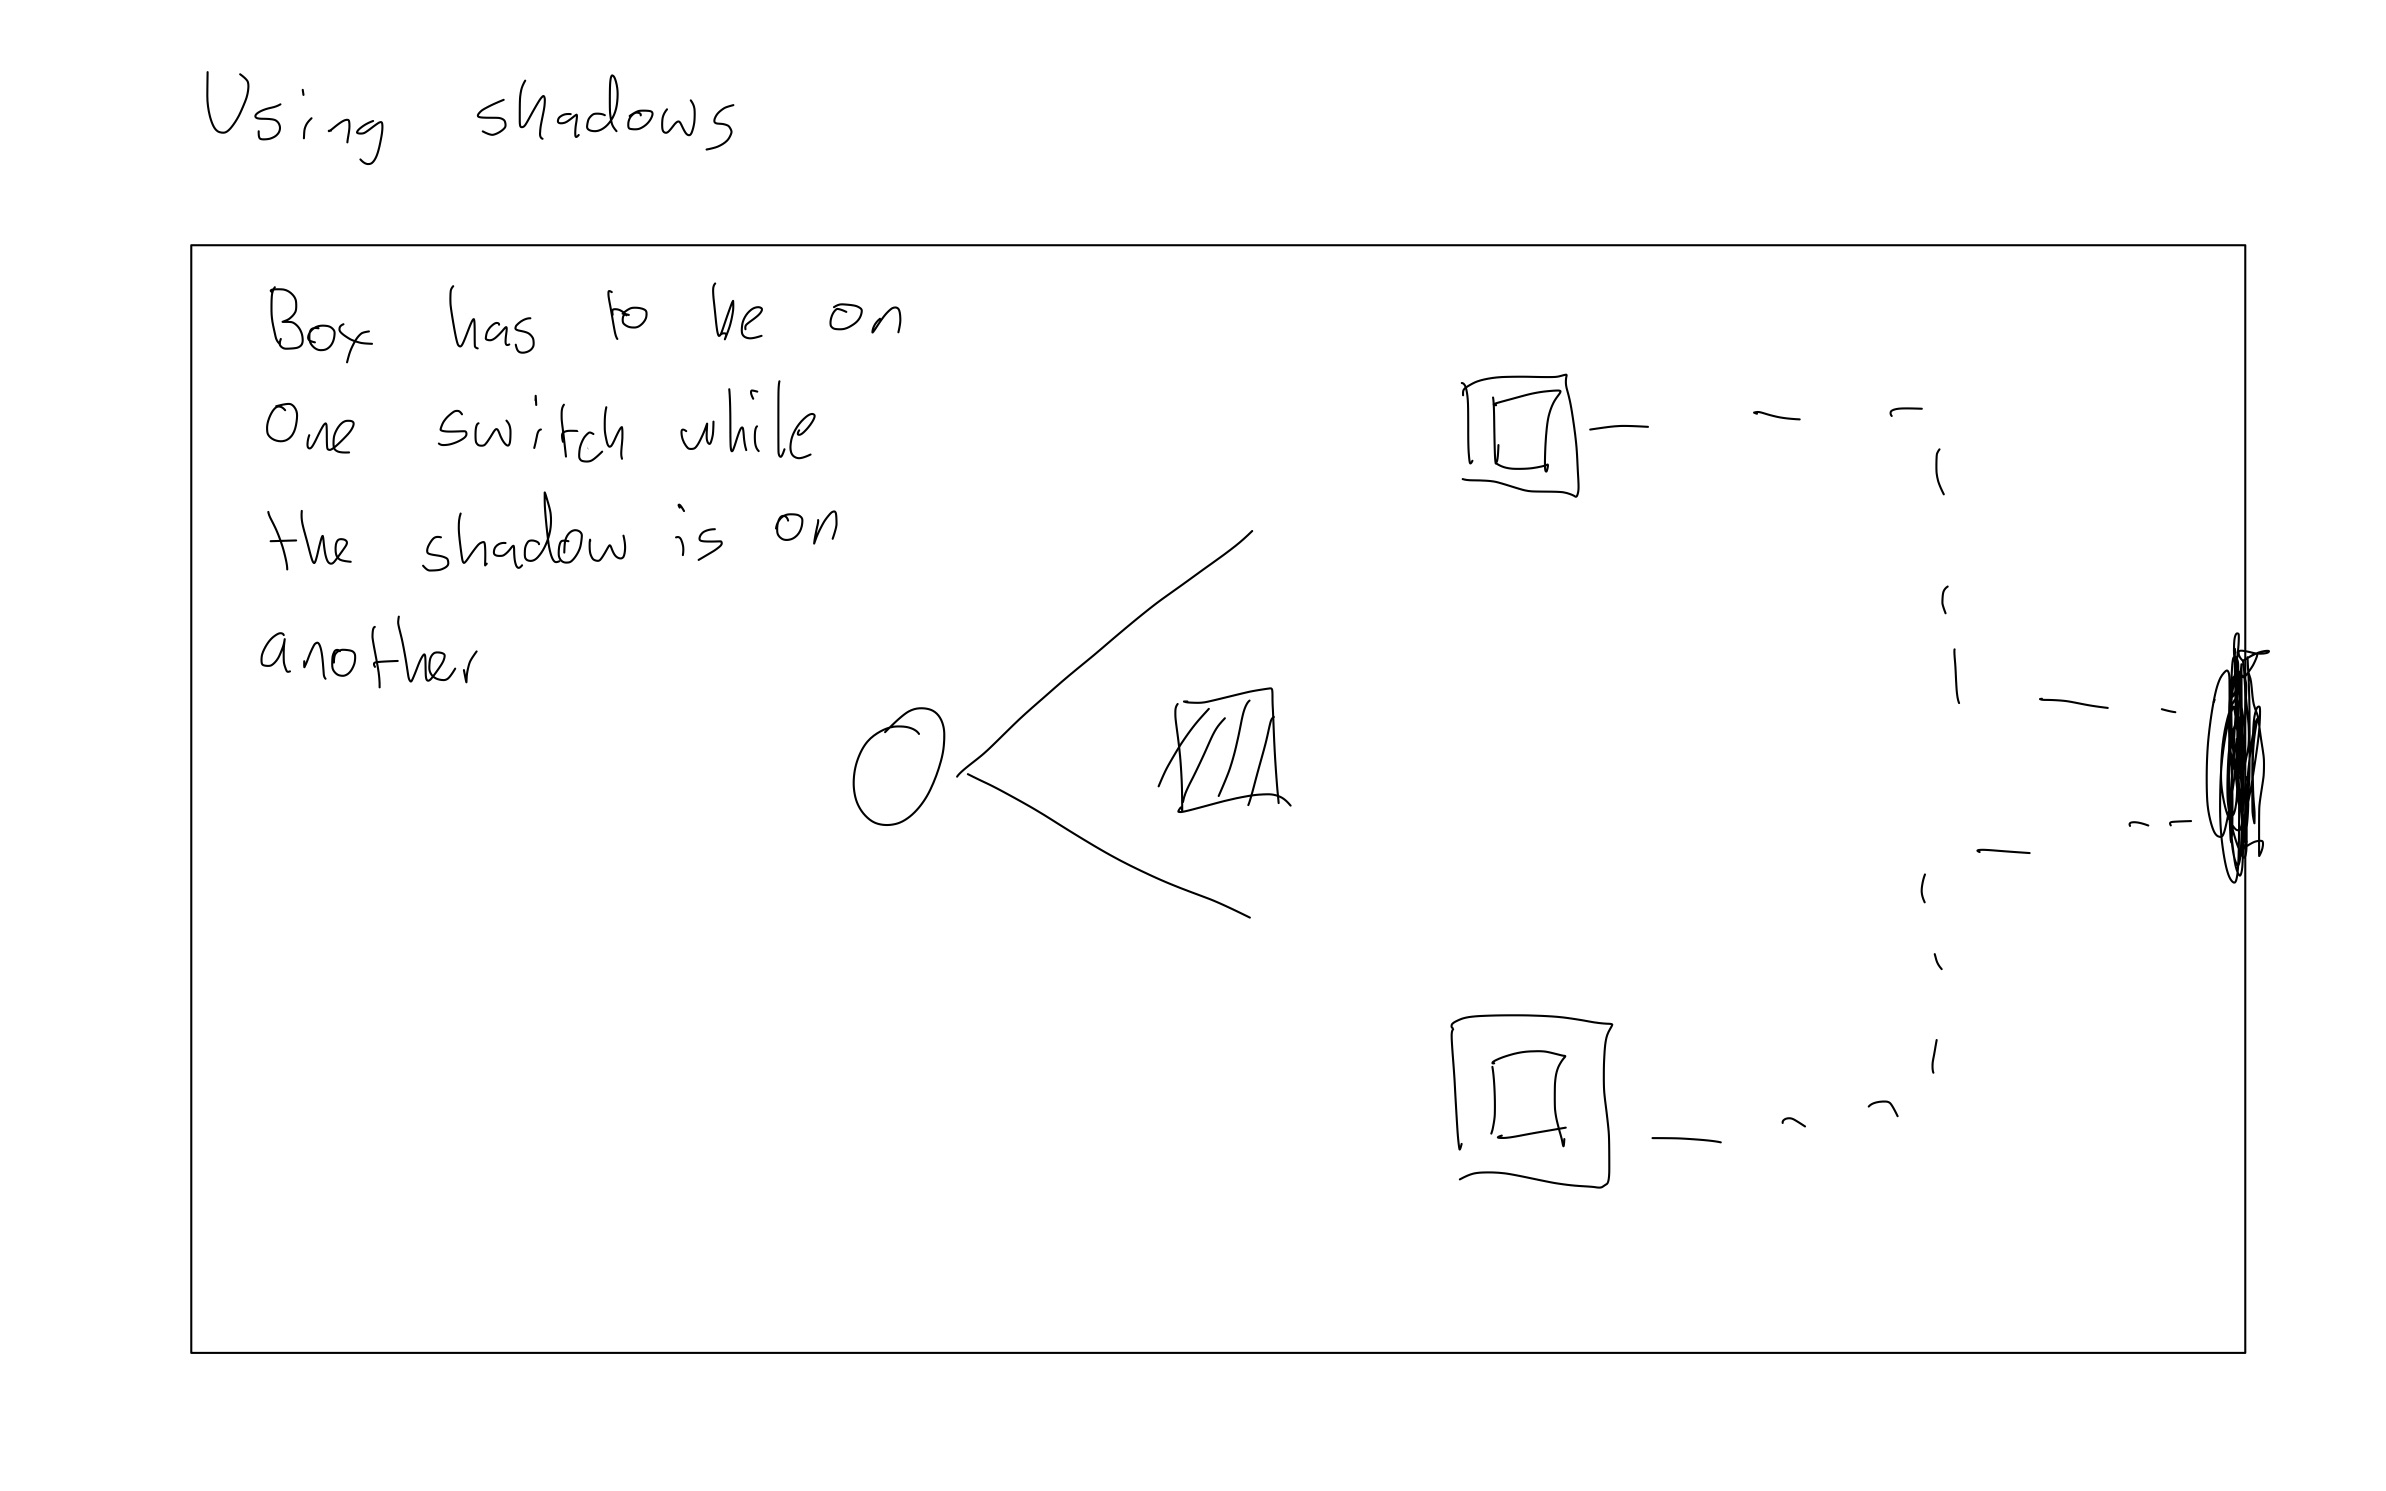 Using shadows
Box has to be on
One switch while
the shadow is on
another